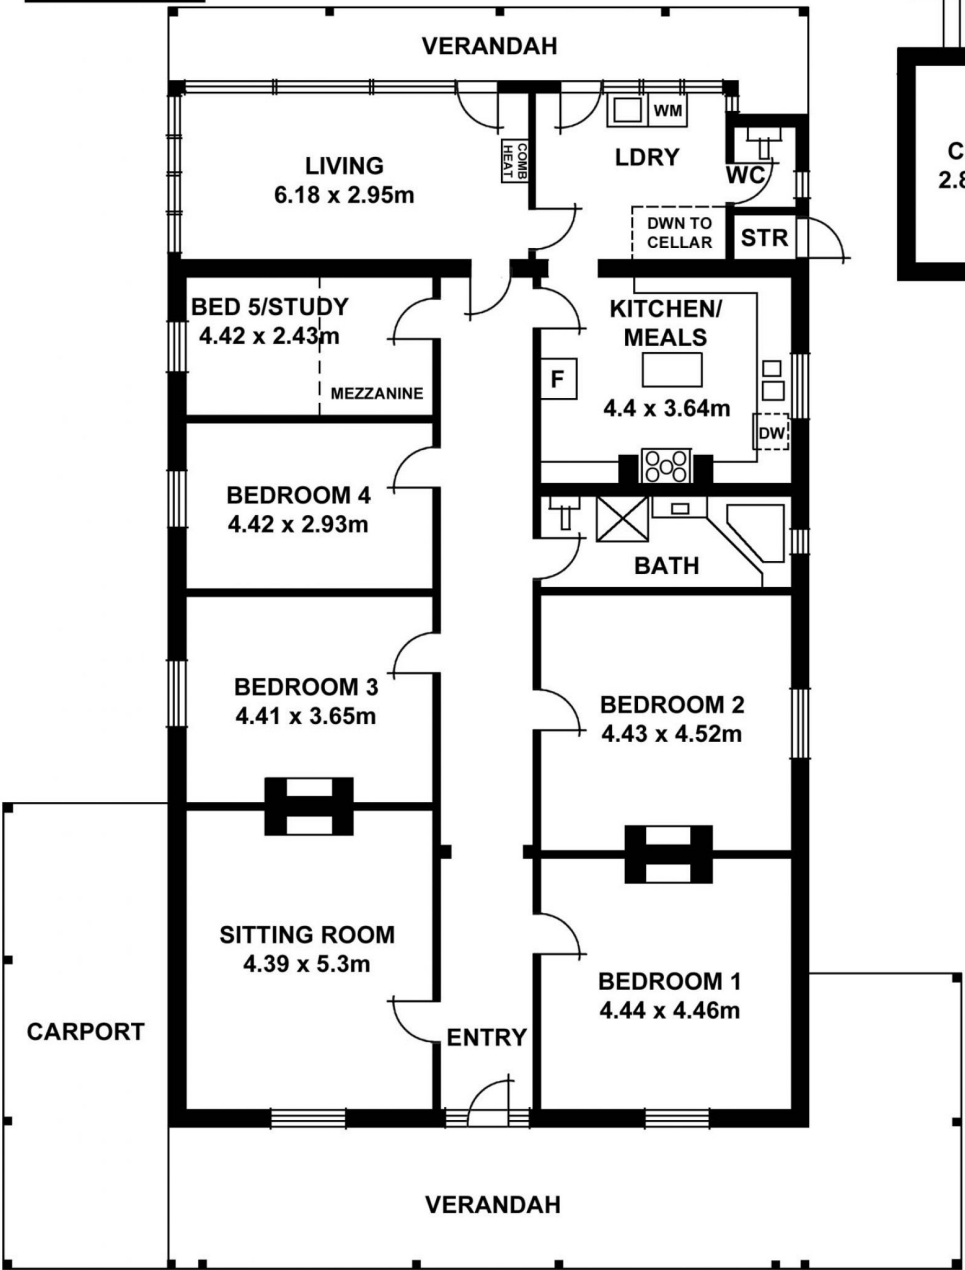 VERANDAH
LIVING
6.18 x 2.95m
COMB
HEAT
WM
LDRY
WC
DWN TO
CELLAR
STR
C
2.8
BED 5/STUDY
4.42 x 2.43m
MEZZANINE
KITCHEN/
MEALS
F
4.4 x 3.64m
DW
BEDROOM 4
4.42 x 2.93m
BATH
BEDROOM 3
4.41 x 3.65m
BEDROOM 2
4.43 x 4.52m
SITTING ROOM
4.39 x 5.3m
BEDROOM 1
4.44 x 4.46m
CARPORT
ENTRY
VERANDAH